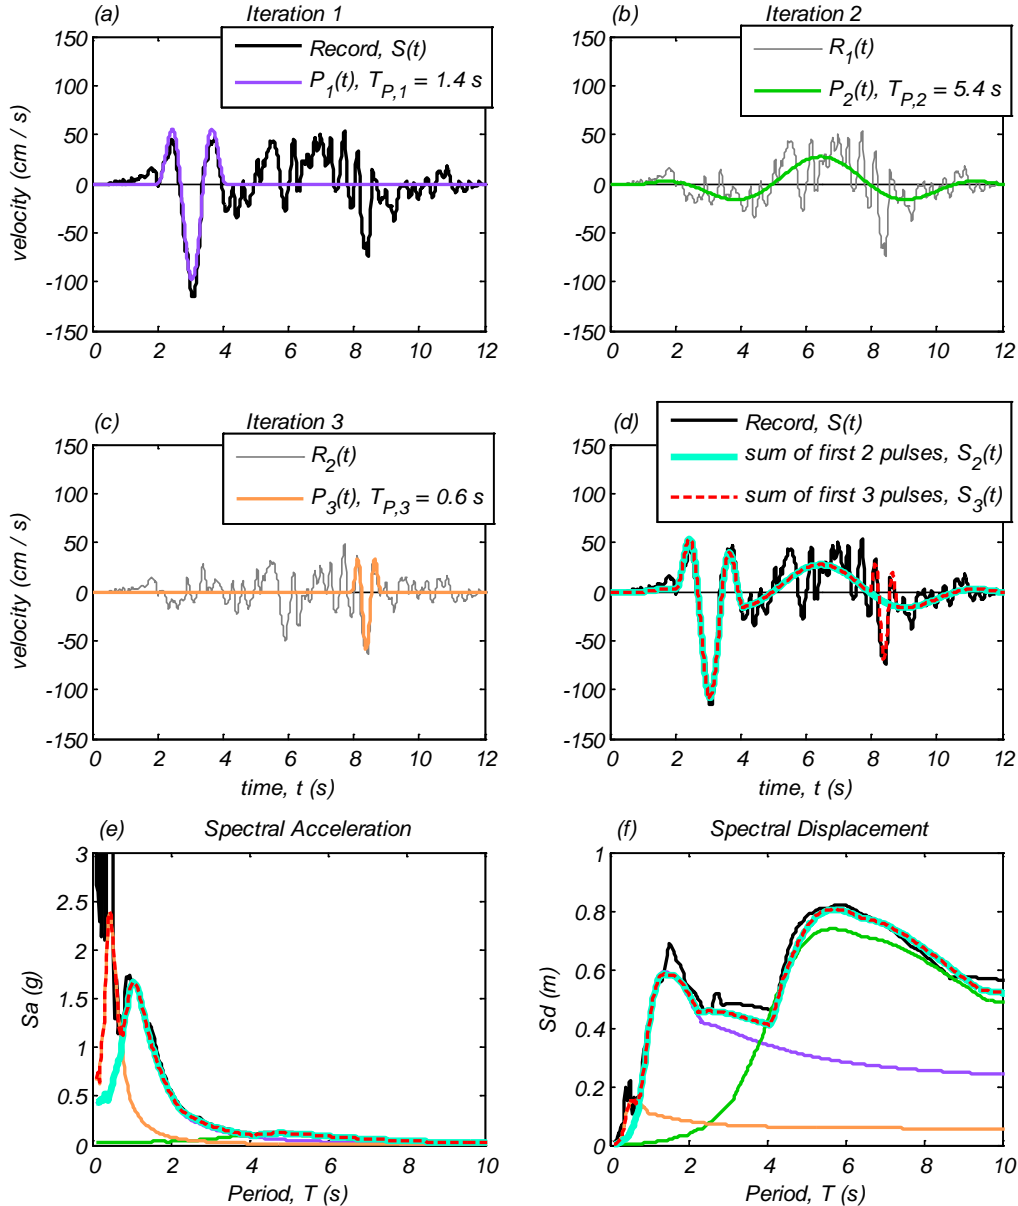 (a) Iteration 1
Record, S(t)
P1(t), TP,1 = 1.4 s
150
100
50
0
-50
-100
-150
velocity (cm / s)
0 2 4 6 8 10 12
(b) Iteration 2
R1(t)
P2(t), TP,2 = 5.4 s
150
100
50
0
-50
-100
-150
0 2 4 6 8 10 12
(c) Iteration 3
R2(t)
P3(t), TP,3 = 0.6 s
150
100
50
0
-50
-100
-150
velocity (cm / s)
0 2 4 6 8 10 12
time, t (s)
(d)
Record, S(t)
sum of first 2 pulses, S2(t)
sum of first 3 pulses, S3(t)
150
100
50
0
-50
-100
-150
0 2 4 6 8 10 12
time, t (s)
(e) Spectral Acceleration
3
2.5
2
1.5
1
0.5
0
Sa (g)
0 2 4 6 8 10
Period, T (s)
(f) Spectral Displacement
1
0.8
0.6
0.4
0.2
0
Sd (m)
0 2 4 6 8 10
Period, T (s)